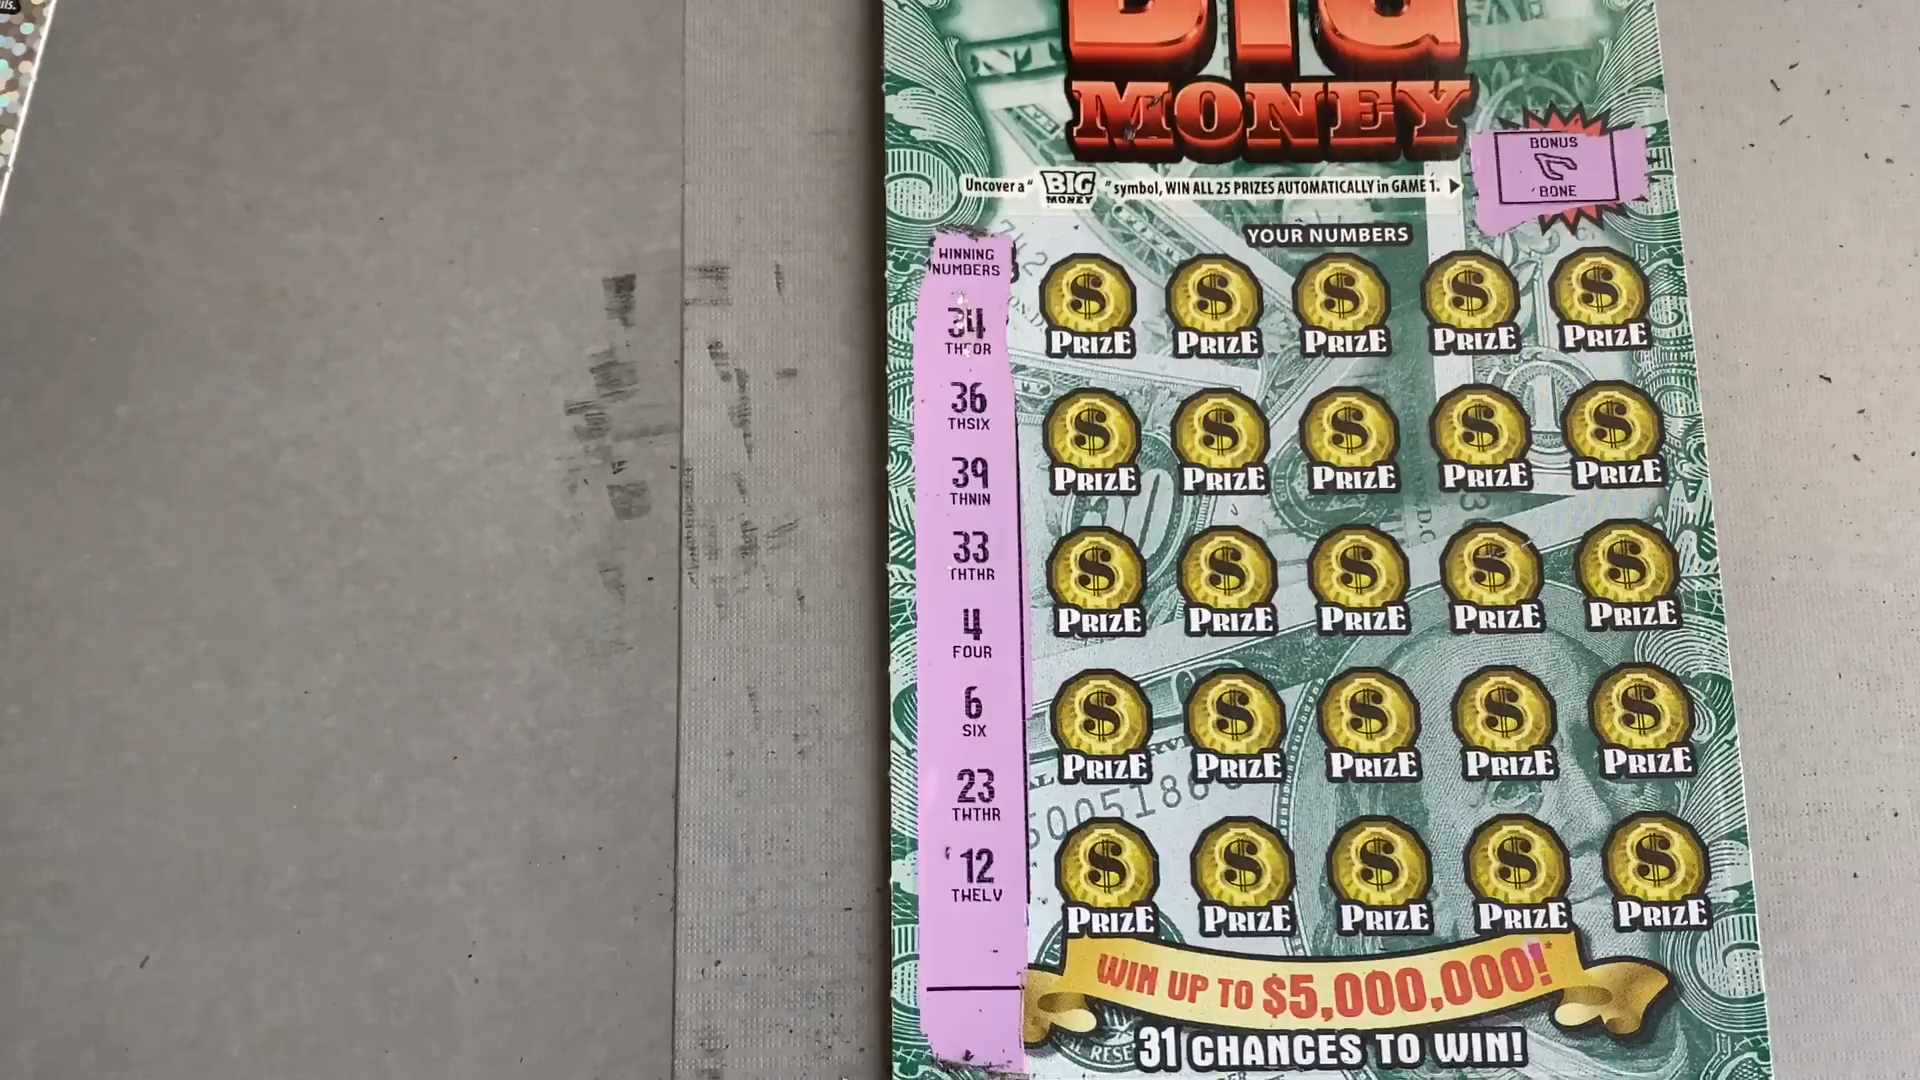 BIG
MONEY
Uncover a "BIG MONEY" symbol, WIN ALL 25 PRIZES AUTOMATICALLY in GAME 1.
BONUS
BONE
YOUR NUMBERS
WINNING
NUMBERS
34
36
THSIX
39
THNIN
33
THTHR
4
FOUR
6
SIX
23
TWTHR
12
TWELV
PRIZE PRIZE PRIZE PRIZE PRIZE
PRIZE PRIZE PRIZE PRIZE PRIZE
PRIZE PRIZE PRIZE PRIZE PRIZE
PRIZE PRIZE PRIZE PRIZE PRIZE
PRIZE PRIZE PRIZE PRIZE PRIZE
WIN UP TO $5,000,000!*
31 CHANCES TO WIN!